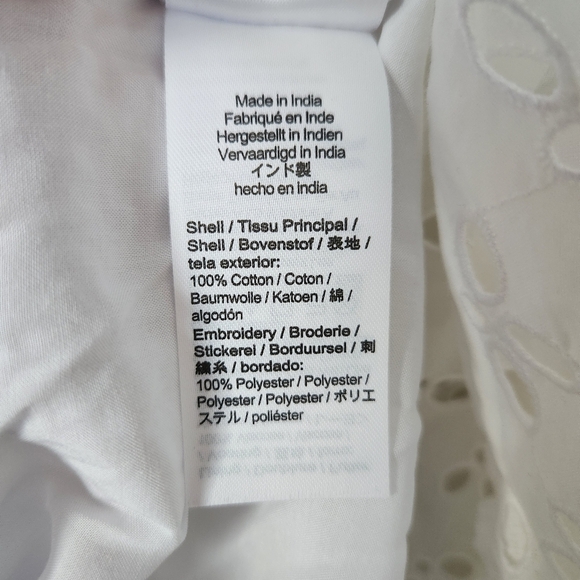 Made in India
Fabriqué en Inde
Hergestellt in Indien
Vervaardigd in India
インド製
hecho en india
Shell / Tissu Principal /
Shell / Bovenstof / 表地 /
tela exterior:
100% Cotton / Coton /
Baumwolle / Katoen / 綿 /
algodón
Embroidery / Broderie /
Stickerei / Borduursel / 刺
繍糸 / bordado:
100% Polyester / Polyester /
Polyester / Polyester / ポリエ
ステル / poliéster